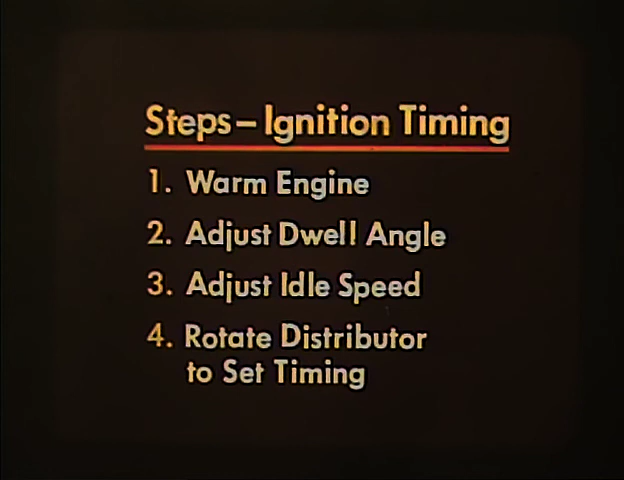 Steps – Ignition Timing
1. Warm Engine
2. Adjust Dwell Angle
3. Adjust Idle Speed
4. Rotate Distributor
to Set Timing